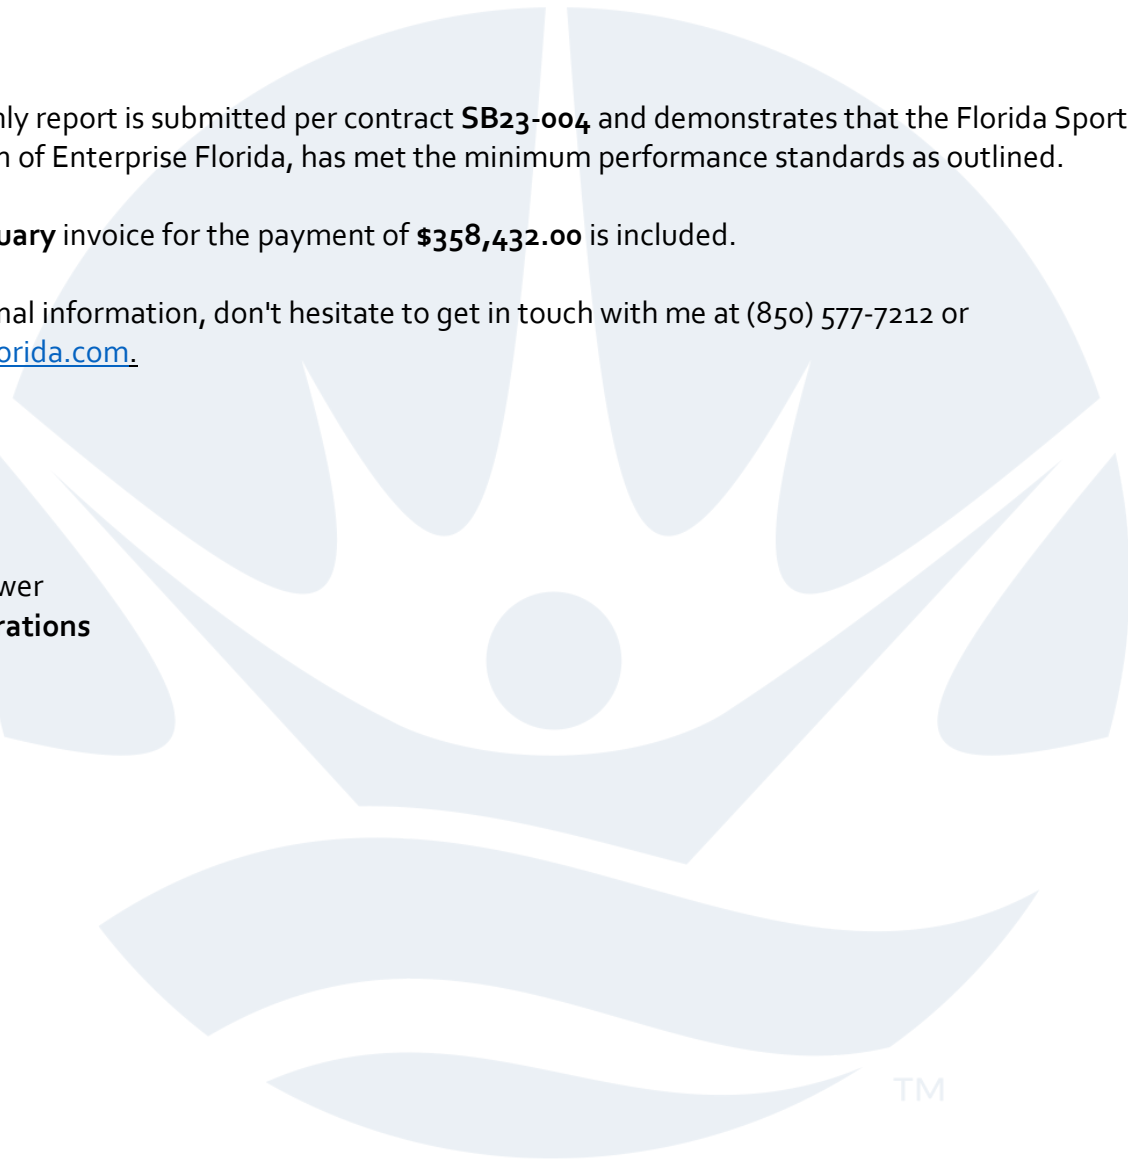 nly report is submitted per contract SB23-004 and demonstrates that the Florida Sport
n of Enterprise Florida, has met the minimum performance standards as outlined.
uary invoice for the payment of $358,432.00 is included.
nal information, don't hesitate to get in touch with me at (850) 577-7212 or
orida.com.
wer
rations
TM